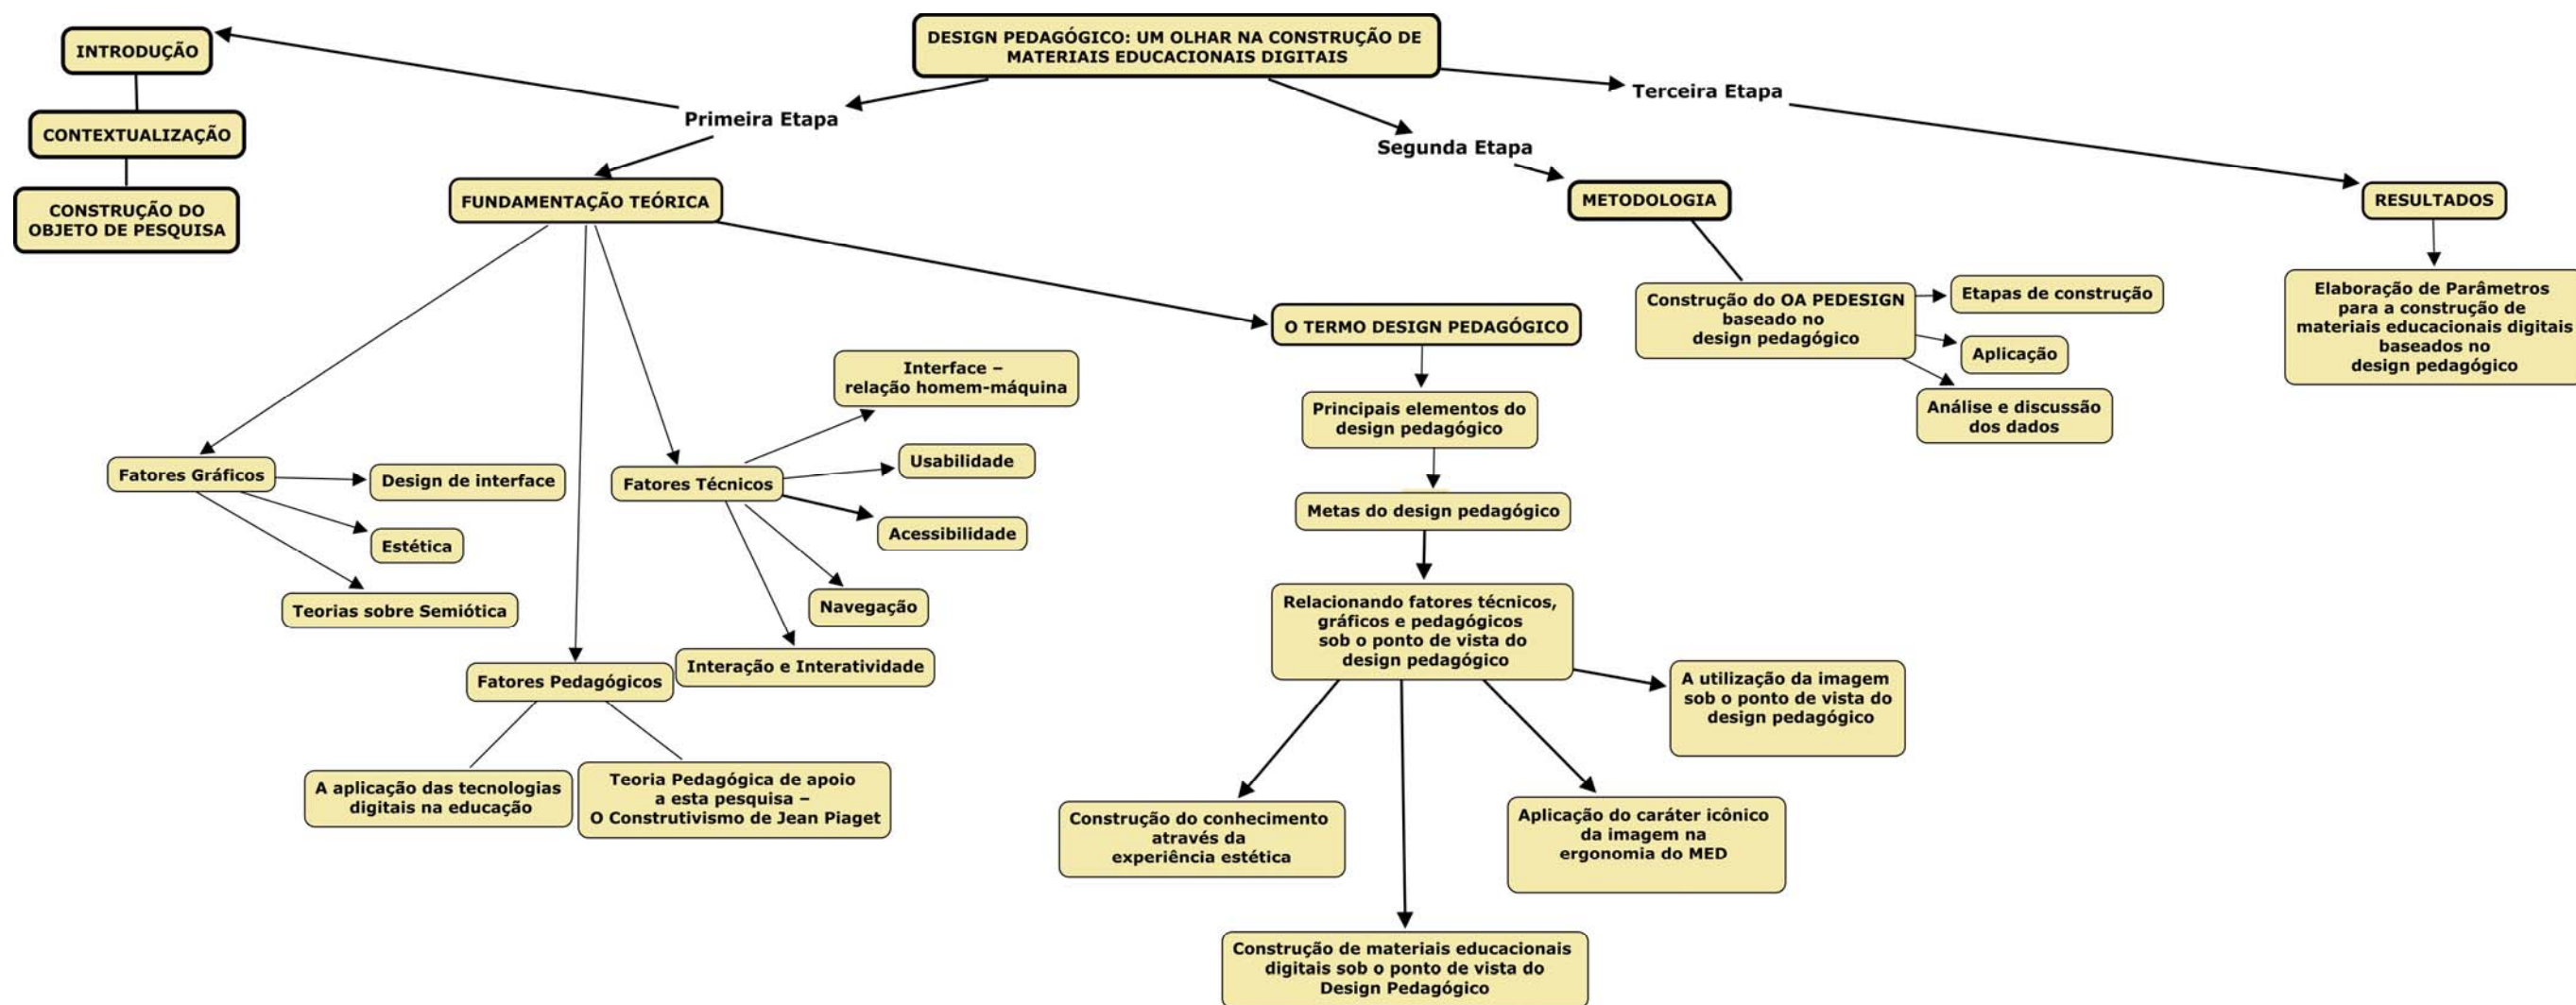 DESIGN PEDAGÓGICO: UM OLHAR NA CONSTRUÇÃO DE
MATERIAIS EDUCACIONAIS DIGITAIS
Primeira Etapa
INTRODUÇÃO
CONTEXTUALIZAÇÃO
CONSTRUÇÃO DO
OBJETO DE PESQUISA
FUNDAMENTAÇÃO TEÓRICA
Fatores Gráficos
Design de interface
Estética
Teorias sobre Semiótica
Fatores Pedagógicos
A aplicação das tecnologias
digitais na educação
Teoria Pedagógica de apoio
a esta pesquisa –
O Construtivismo de Jean Piaget
Fatores Técnicos
Interface –
relação homem-máquina
Usabilidade
Acessibilidade
Navegação
Interação e Interatividade
O TERMO DESIGN PEDAGÓGICO
Principais elementos do
design pedagógico
Metas do design pedagógico
Relacionando fatores técnicos,
gráficos e pedagógicos
sob o ponto de vista do
design pedagógico
Construção do conhecimento
através da
experiência estética
Construção de materiais educacionais
digitais sob o ponto de vista do
Design Pedagógico
Aplicação do caráter icônico
da imagem na
ergonomia do MED
A utilização da imagem
sob o ponto de vista do
design pedagógico
Segunda Etapa
METODOLOGIA
Construção do OA PEDESIGN
baseado no
design pedagógico
Etapas de construção
Aplicação
Análise e discussão
dos dados
Terceira Etapa
RESULTADOS
Elaboração de Parâmetros
para a construção de
materiais educacionais digitais
baseados no
design pedagógico